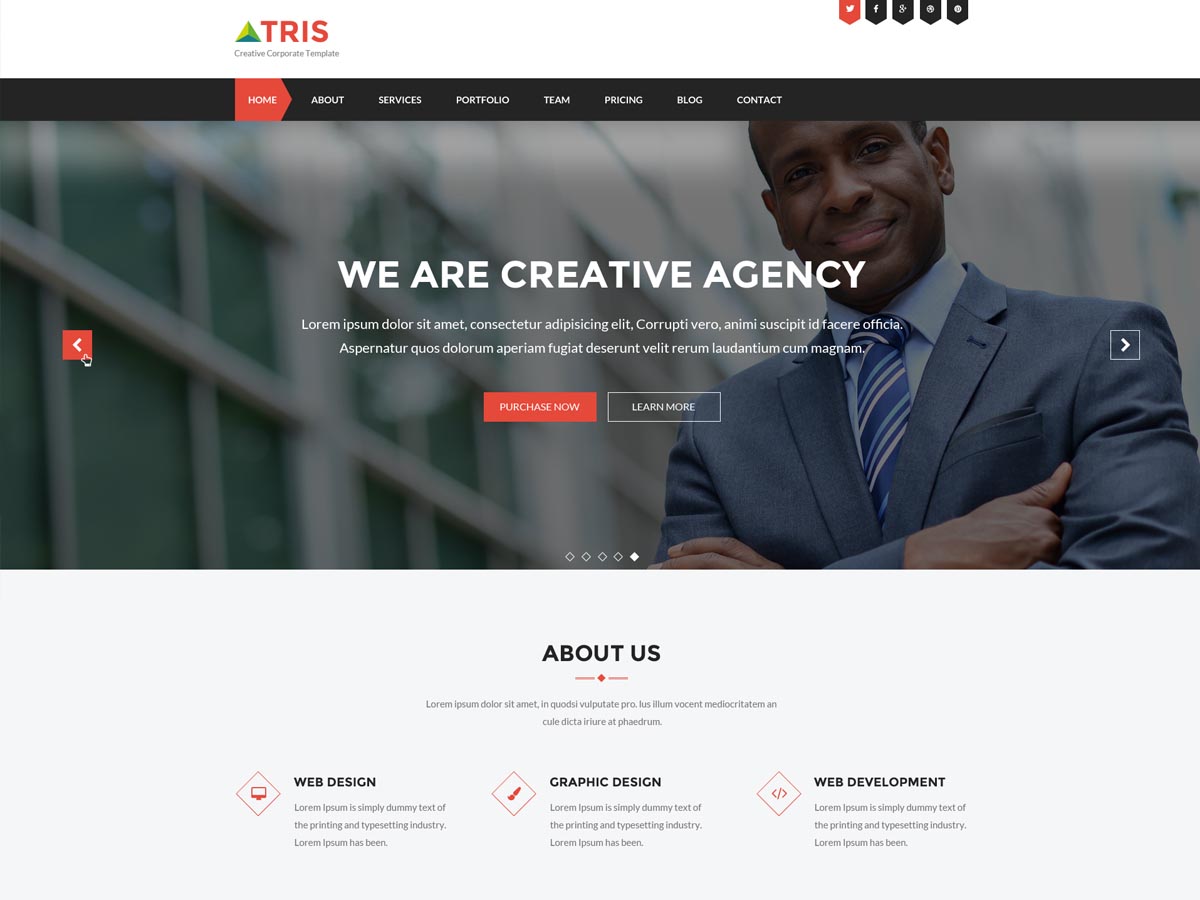 TRIS
Creative Corporate Template
HOME ABOUT SERVICES PORTFOLIO TEAM PRICING BLOG CONTACT
WE ARE CREATIVE AGENCY
Lorem ipsum dolor sit amet, consectetur adipisicing elit, Corrupti vero, animi suscipit id facere officia.
Aspernatur quos dolorum aperiam fugiat deserunt velit rerum laudantium cum magnam.
PURCHASE NOW LEARN MORE
ABOUT US
Lorem ipsum dolor sit amet, in quodsi vulputate pro. Ius illum vocent mediocritatem an
cule dicta iriure at phaedrum.
WEB DESIGN
Lorem Ipsum is simply dummy text of
the printing and typesetting industry.
Lorem Ipsum has been.
GRAPHIC DESIGN
Lorem Ipsum is simply dummy text of
the printing and typesetting industry.
Lorem Ipsum has been.
WEB DEVELOPMENT
Lorem Ipsum is simply dummy text of
the printing and typesetting industry.
Lorem Ipsum has been.